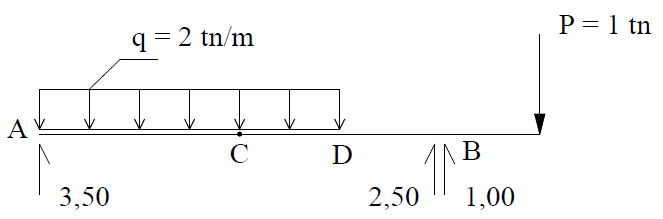 P = 1 tn
q = 2 tn/m
A
C
D
B
3,50
2,50
1,00